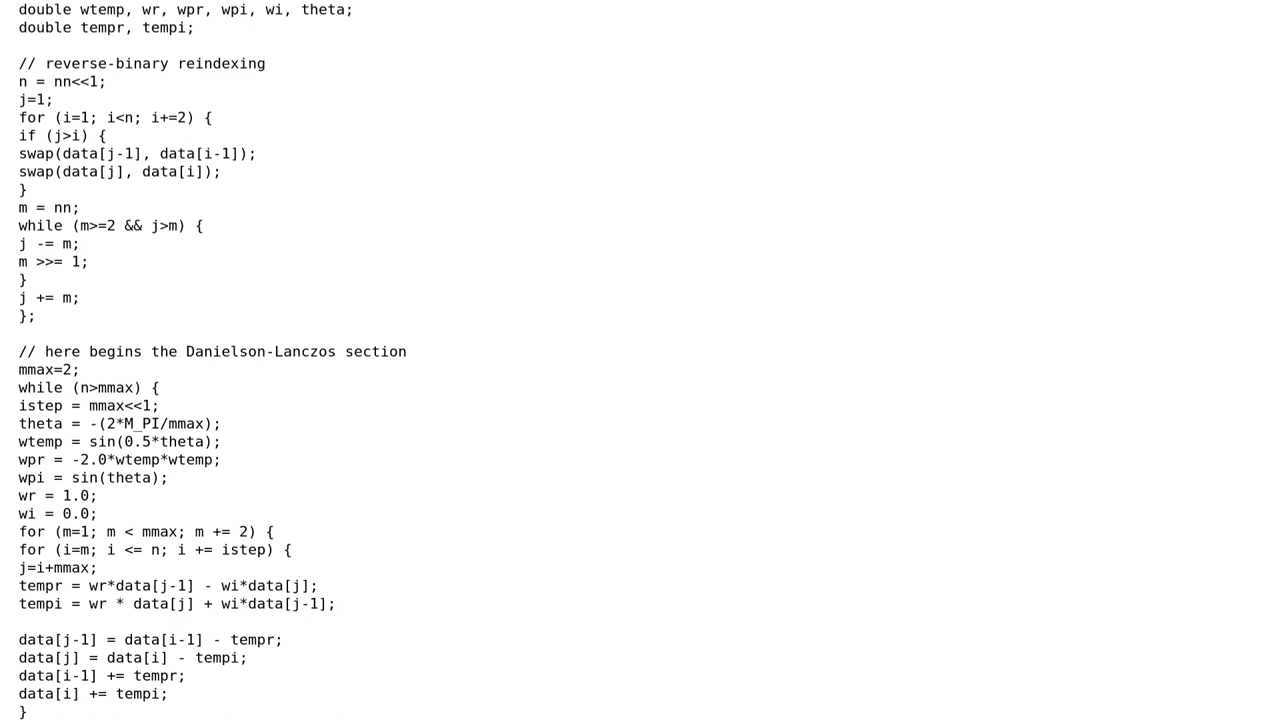 double wtemp, wr, wpr, wpi, wi, theta;
double tempr, tempi;

// reverse-binary reindexing
n = nn<<1;
j=1;
for (i=1; i<n; i+=2) {
if (j>i) {
swap(data[j-1], data[i-1]);
swap(data[j], data[i]);
}
m = nn;
while (m>=2 && j>m) {
j -= m;
m >>= 1;
}
j += m;
};

// here begins the Danielson-Lanczos section
mmax=2;
while (n>mmax) {
istep = mmax<<1;
theta = -(2*M_PI/mmax);
wtemp = sin(0.5*theta);
wpr = -2.0*wtemp*wtemp;
wpi = sin(theta);
wr = 1.0;
wi = 0.0;
for (m=1; m < mmax; m += 2) {
for (i=m; i <= n; i += istep) {
j=i+mmax;
tempr = wr*data[j-1] - wi*data[j];
tempi = wr * data[j] + wi*data[j-1];

data[j-1] = data[i-1] - tempr;
data[j] = data[i] - tempi;
data[i-1] += tempr;
data[i] += tempi;
}